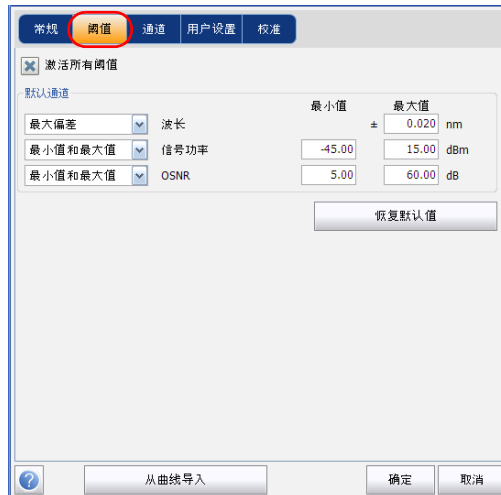 常规 阈值 通道 用户设置 校准
激活所有阈值
默认通道
最小值 最大值
最大偏差 波长 ± 0.020 nm
最小值和最大值 信号功率 -45.00 15.00 dBm
最小值和最大值 OSNR 5.00 60.00 dB
恢复默认值
? 从曲线导入 确定 取消